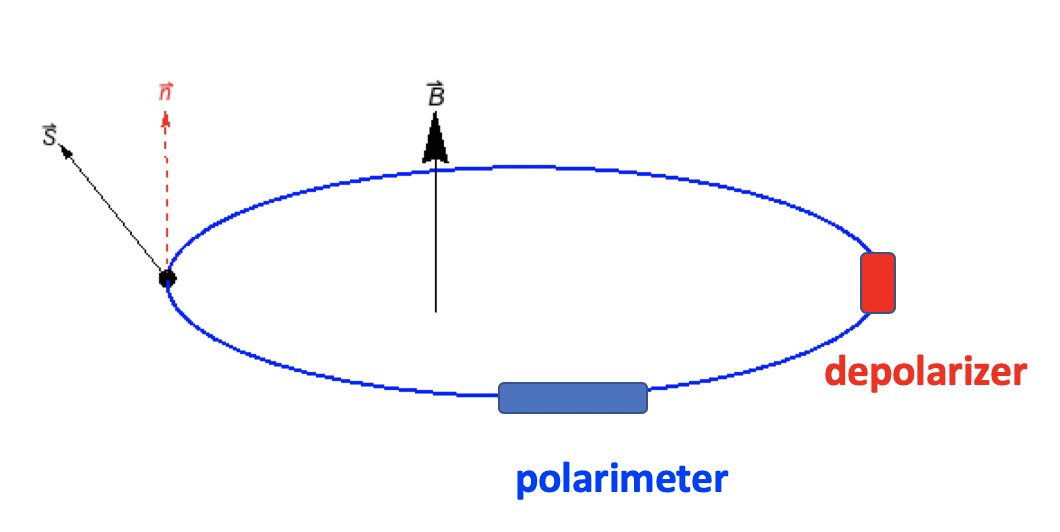 n⃗
B⃗
S⃗
depolarizer
polarimeter